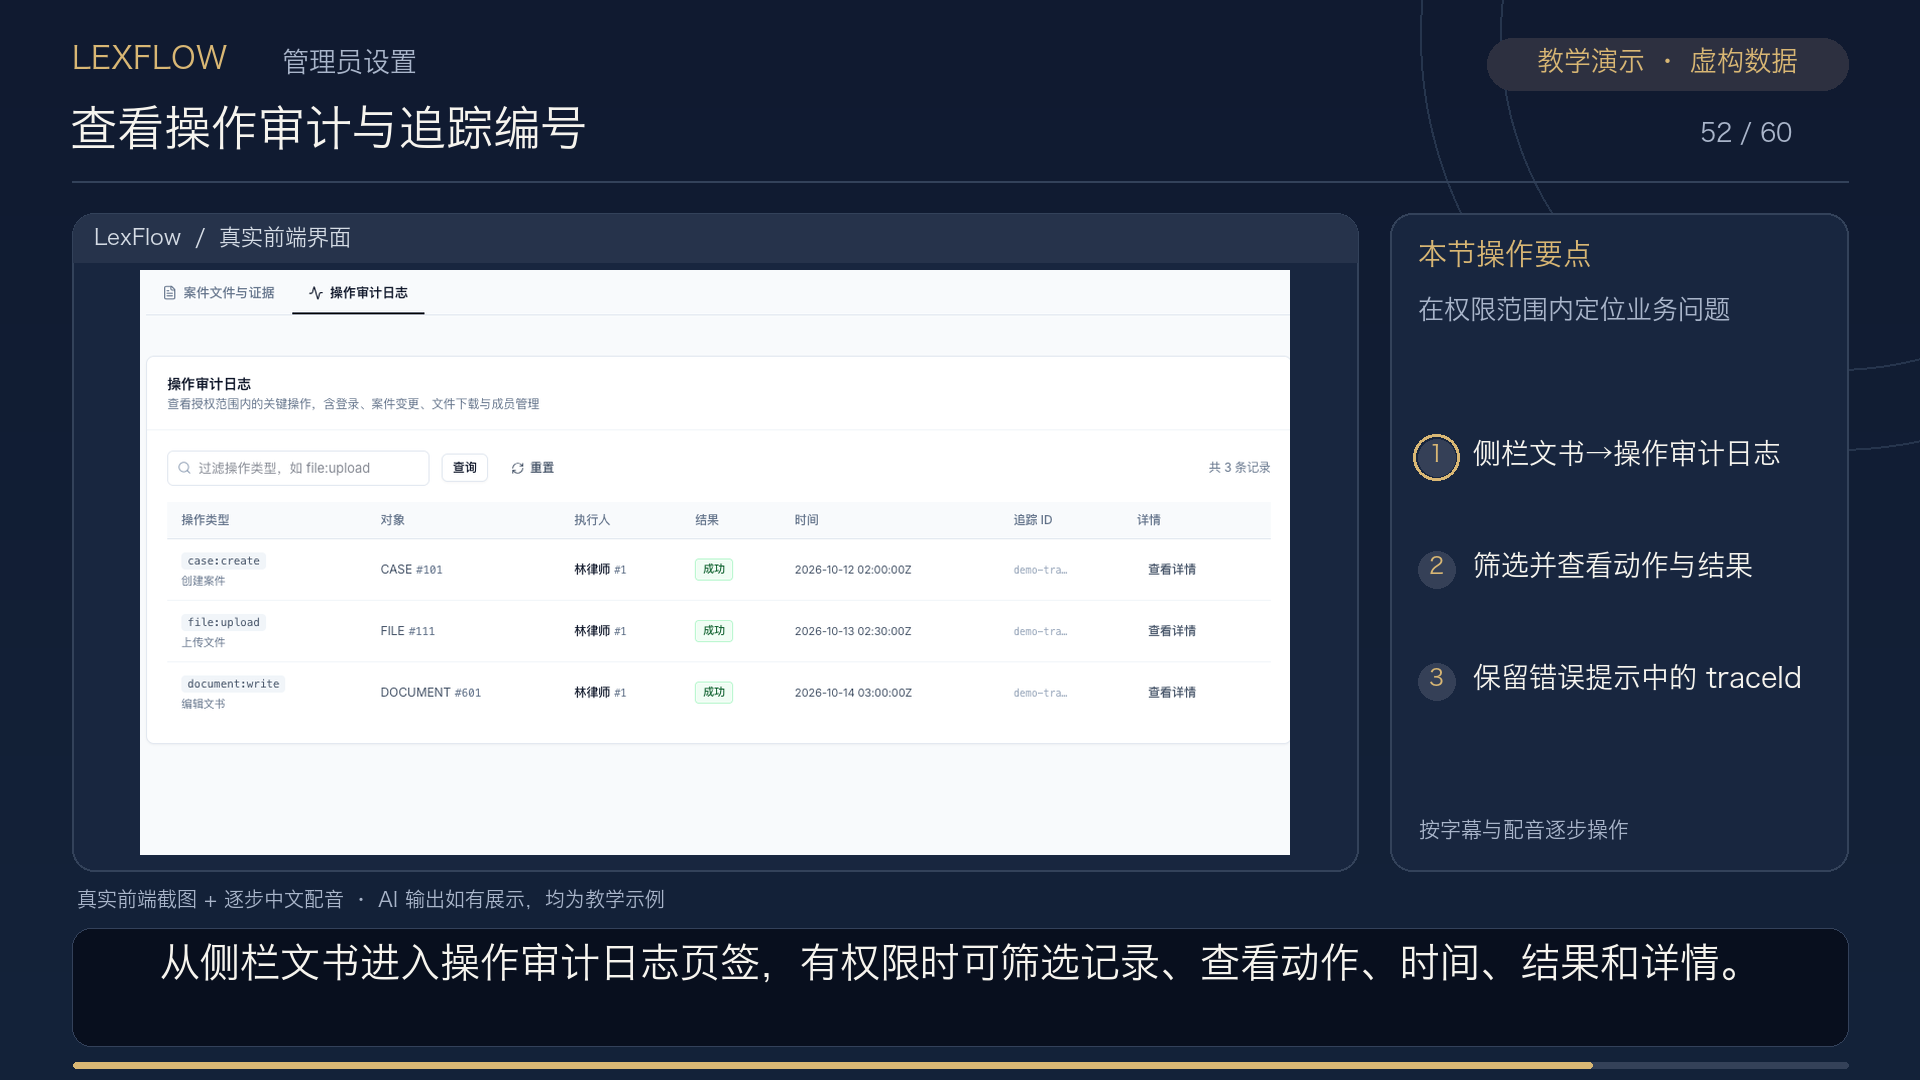 LEXFLOW 管理员设置
教学演示 · 虚构数据
查看操作审计与追踪编号
52 / 60
LexFlow / 真实前端界面
案件文件与证据 操作审计日志
操作审计日志
查看授权范围内的关键操作，含登录、案件变更、文件下载与成员管理
过滤操作类型，如 file:upload 查询 重置 共 3 条记录
操作类型 对象 执行人 结果 时间 追踪 ID 详情
case:create
创建案件
CASE #101 林律师 #1 成功 2026-10-12 02:00:00Z demo-tra… 查看详情
file:upload
上传文件
FILE #111 林律师 #1 成功 2026-10-13 02:30:00Z demo-tra… 查看详情
document:write
编辑文书
DOCUMENT #601 林律师 #1 成功 2026-10-14 03:00:00Z demo-tra… 查看详情
本节操作要点
在权限范围内定位业务问题
1 侧栏文书→操作审计日志
2 筛选并查看动作与结果
3 保留错误提示中的 traceId
按字幕与配音逐步操作
真实前端截图 + 逐步中文配音 · AI 输出如有展示，均为教学示例
从侧栏文书进入操作审计日志页签，有权限时可筛选记录、查看动作、时间、结果和详情。